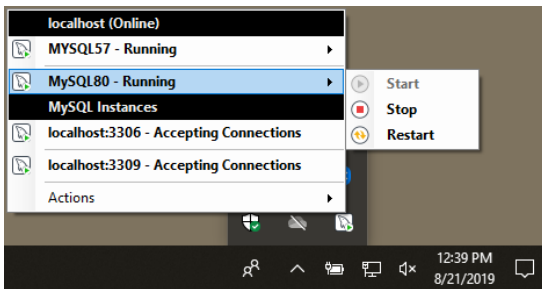 localhost (Online)
MYSQL57 - Running
MySQL80 - Running
Start
MySQL Instances
Stop
localhost:3306 - Accepting Connections
Restart
localhost:3309 - Accepting Connections
Actions
12:39 PM
8/21/2019